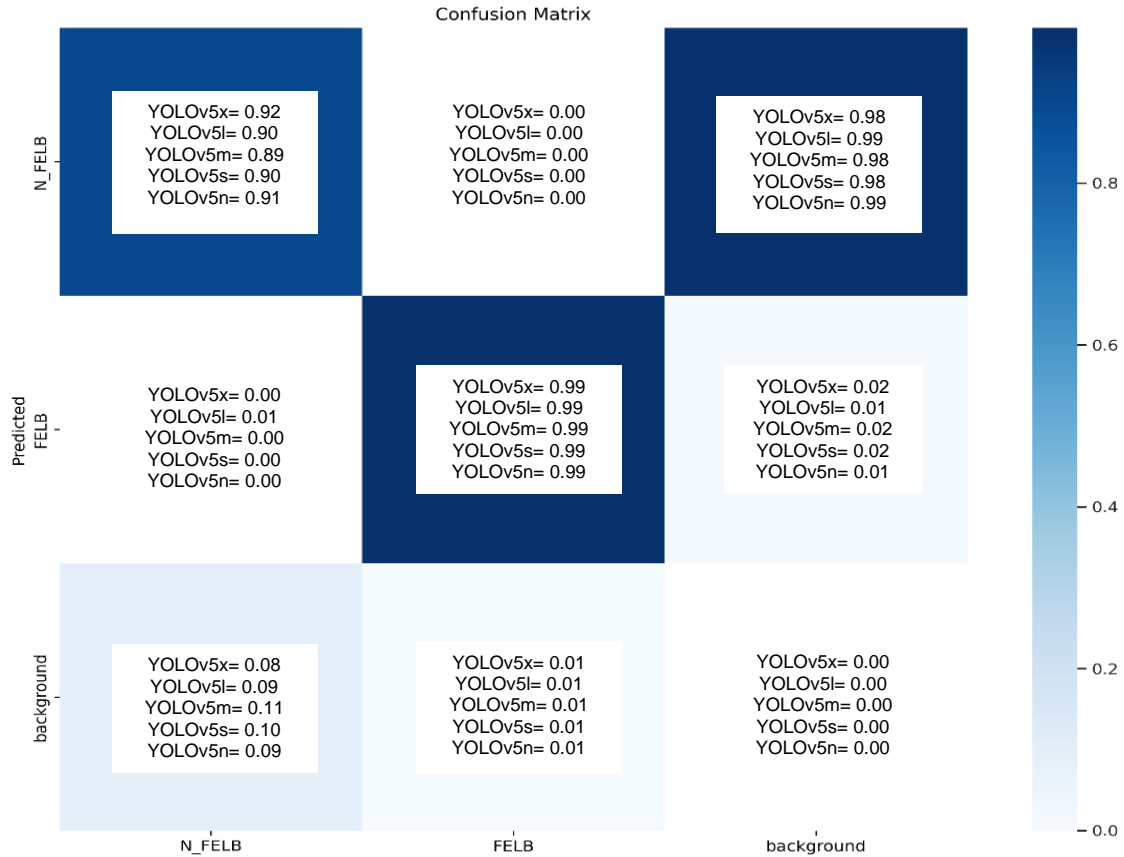 Confusion Matrix
N_FELB
YOLOv5x= 0.92
YOLOv5l= 0.90
YOLOv5m= 0.89
YOLOv5s= 0.90
YOLOv5n= 0.91
YOLOv5x= 0.00
YOLOv5l= 0.00
YOLOv5m= 0.00
YOLOv5s= 0.00
YOLOv5n= 0.00
YOLOv5x= 0.98
YOLOv5l= 0.99
YOLOv5m= 0.98
YOLOv5s= 0.98
YOLOv5n= 0.99
Predicted
FELB
YOLOv5x= 0.00
YOLOv5l= 0.01
YOLOv5m= 0.00
YOLOv5s= 0.00
YOLOv5n= 0.00
YOLOv5x= 0.99
YOLOv5l= 0.99
YOLOv5m= 0.99
YOLOv5s= 0.99
YOLOv5n= 0.99
YOLOv5x= 0.02
YOLOv5l= 0.01
YOLOv5m= 0.02
YOLOv5s= 0.02
YOLOv5n= 0.01
background
YOLOv5x= 0.08
YOLOv5l= 0.09
YOLOv5m= 0.11
YOLOv5s= 0.10
YOLOv5n= 0.09
YOLOv5x= 0.01
YOLOv5l= 0.01
YOLOv5m= 0.01
YOLOv5s= 0.01
YOLOv5n= 0.01
YOLOv5x= 0.00
YOLOv5l= 0.00
YOLOv5m= 0.00
YOLOv5s= 0.00
YOLOv5n= 0.00
N_FELB
FELB
background
0.8
0.6
0.4
0.2
0.0